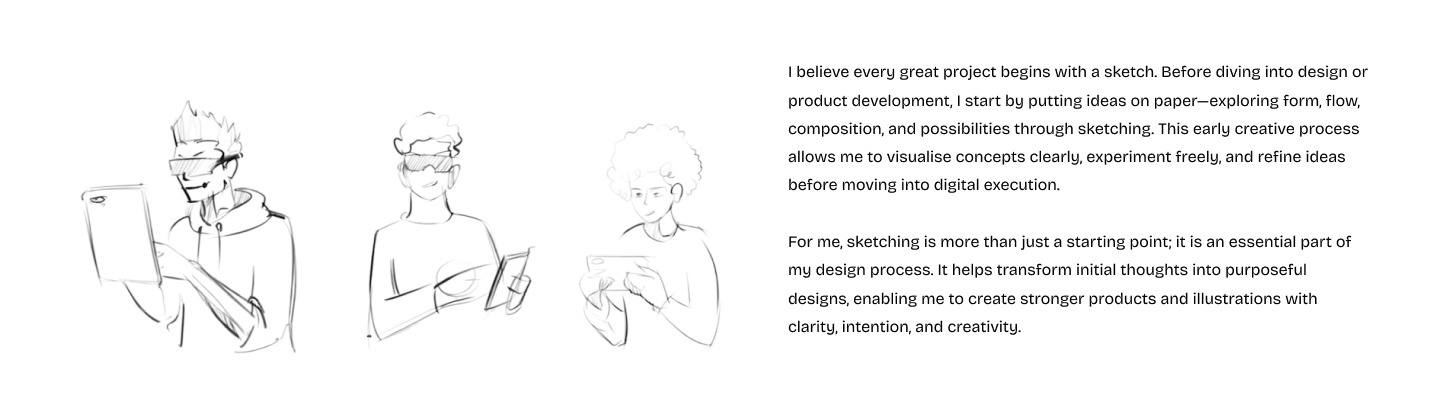 I believe every great project begins with a sketch. Before diving into design or
product development, I start by putting ideas on paper—exploring form, flow,
composition, and possibilities through sketching. This early creative process
allows me to visualise concepts clearly, experiment freely, and refine ideas
before moving into digital execution.
For me, sketching is more than just a starting point; it is an essential part of
my design process. It helps transform initial thoughts into purposeful
designs, enabling me to create stronger products and illustrations with
clarity, intention, and creativity.